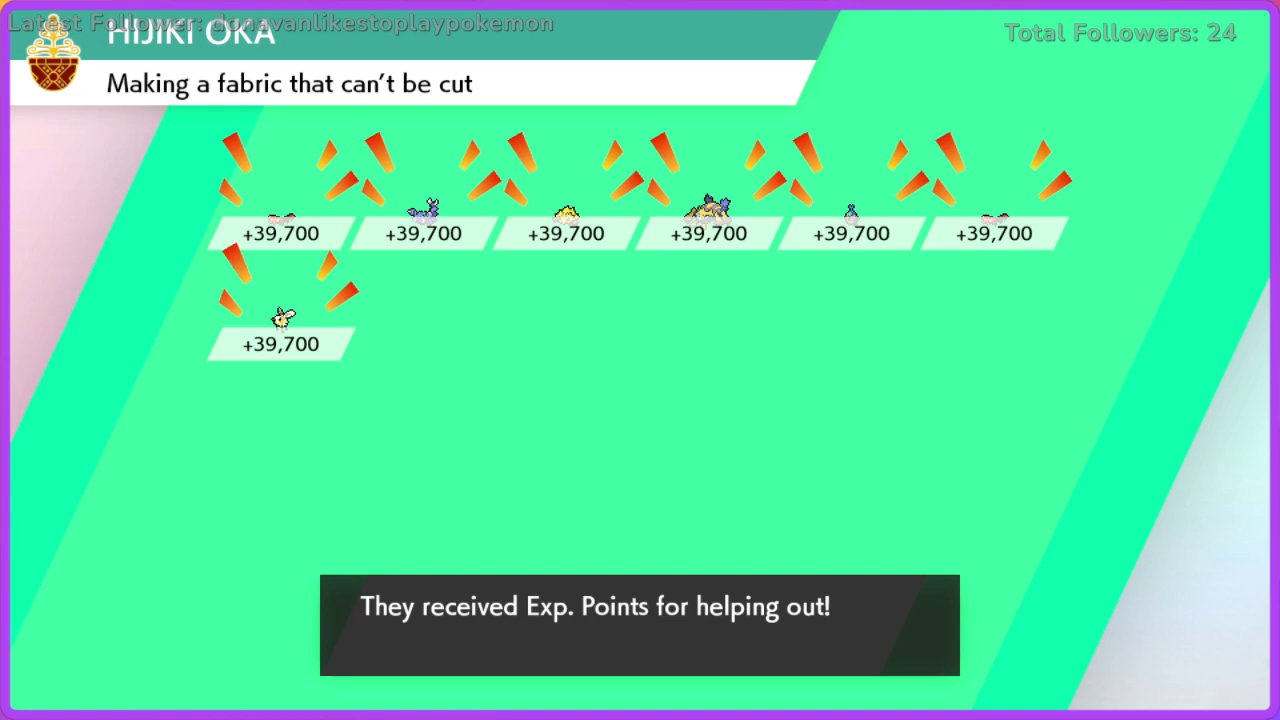 Latest Follower: donavanlikestoplaypokemon
HIJIKI OKA
Total Followers: 24
Making a fabric that can't be cut
+39,700 +39,700 +39,700 +39,700 +39,700 +39,700
+39,700
They received Exp. Points for helping out!